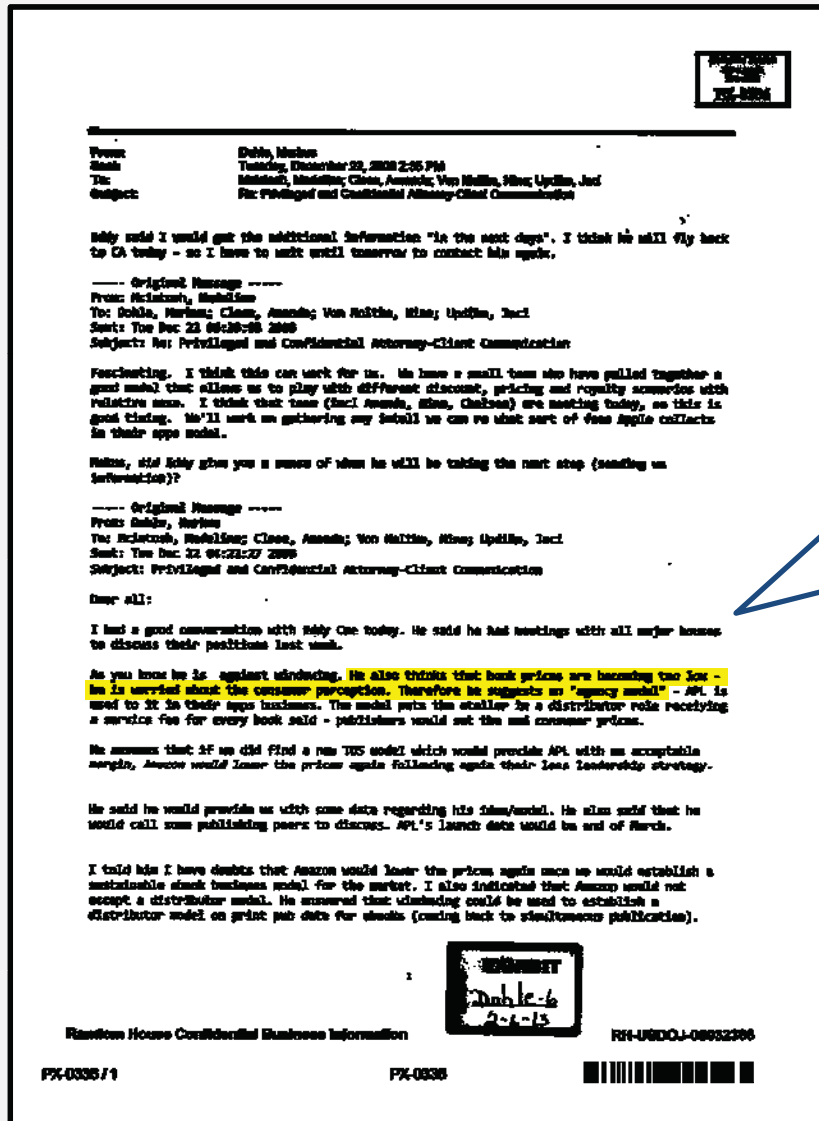 From: Dohle, Markus
Sent: Tuesday, December 22, 2009 2:35 PM
To: McIntosh, Madeline; Close, Amanda; Von Moltke, Nina; Updike, Jaci
Subject: Re: Privileged and Confidential Attorney-Client Communication
Eddy said I would get the additional information "in the next days". I think he will fly back
to CA today - so I have to wait until tomorrow to contact him again.
----- Original Message -----
From: McIntosh, Madeline
To: Dohle, Markus; Close, Amanda; Von Moltke, Nina; Updike, Jaci
Sent: Tue Dec 22 2009
Subject: Re: Privileged and Confidential Attorney-Client Communication
Fascinating. I think this can work for us. We have a small team who have pulled together a
good model that allows us to play with different discount, pricing and royalty scenarios with
relative ease. I think that team (incl Amanda, Nina, Chelsea) are meeting today, so this is
good timing. We'll work on gathering any intell we can re what sort of fees Apple collects
in their apps model.
did Eddy give you a sense of when he will be taking the next step (sending us
information)?
----- Original Message -----
From: Dohle, Markus
To: McIntosh, Madeline; Close, Amanda; Von Moltke, Nina; Updike, Jaci
Sent: Tue Dec 22 2009
Subject: Privileged and Confidential Attorney-Client Communication
Dear all:
I had a good conversation with Eddy Cue today. He said he had meetings with all major houses
to discuss their positions last week.
As you know he is against windowing. He also thinks that book prices are becoming too low -
he is worried about the consumer perception. Therefore he suggests an "agency model" - APL is
used to it in their apps business. The model puts the etailer in a distributor role receiving
a service fee for every book sold - publishers would set the end consumer prices.
He assumes that if we did find a new TOS model which would provide APL with an acceptable
margin, Amazon would lower the prices again following again their loss leadership strategy.
He said he would provide us with some data regarding his idea/model. He also said that he
would call some publishing peers to discuss. APL's launch date would be end of March.
I told him I have doubts that Amazon would lower the prices again once we would establish a
sustainable ebook business model for the market. I also indicated that Amazon would not
accept a distributor model. He answered that windowing could be used to establish a
distributor model on print pub date for ebooks (coming back to simultaneous publication).
1
EXHIBIT
Dohle-6
2-6-13
Random House Confidential Business Information
PX-0335 / 1
PX-0335